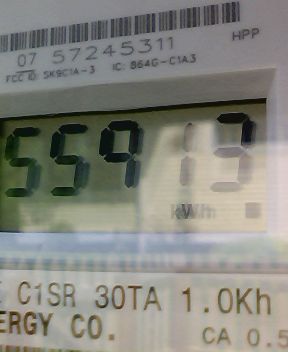 HPP
07 57245311
FCC ID: SK9C1A-3 IC: 864G-C1A3
55913
kWh
C1SR 30TA 1.0Kh
ERGY CO.
CA 0.5